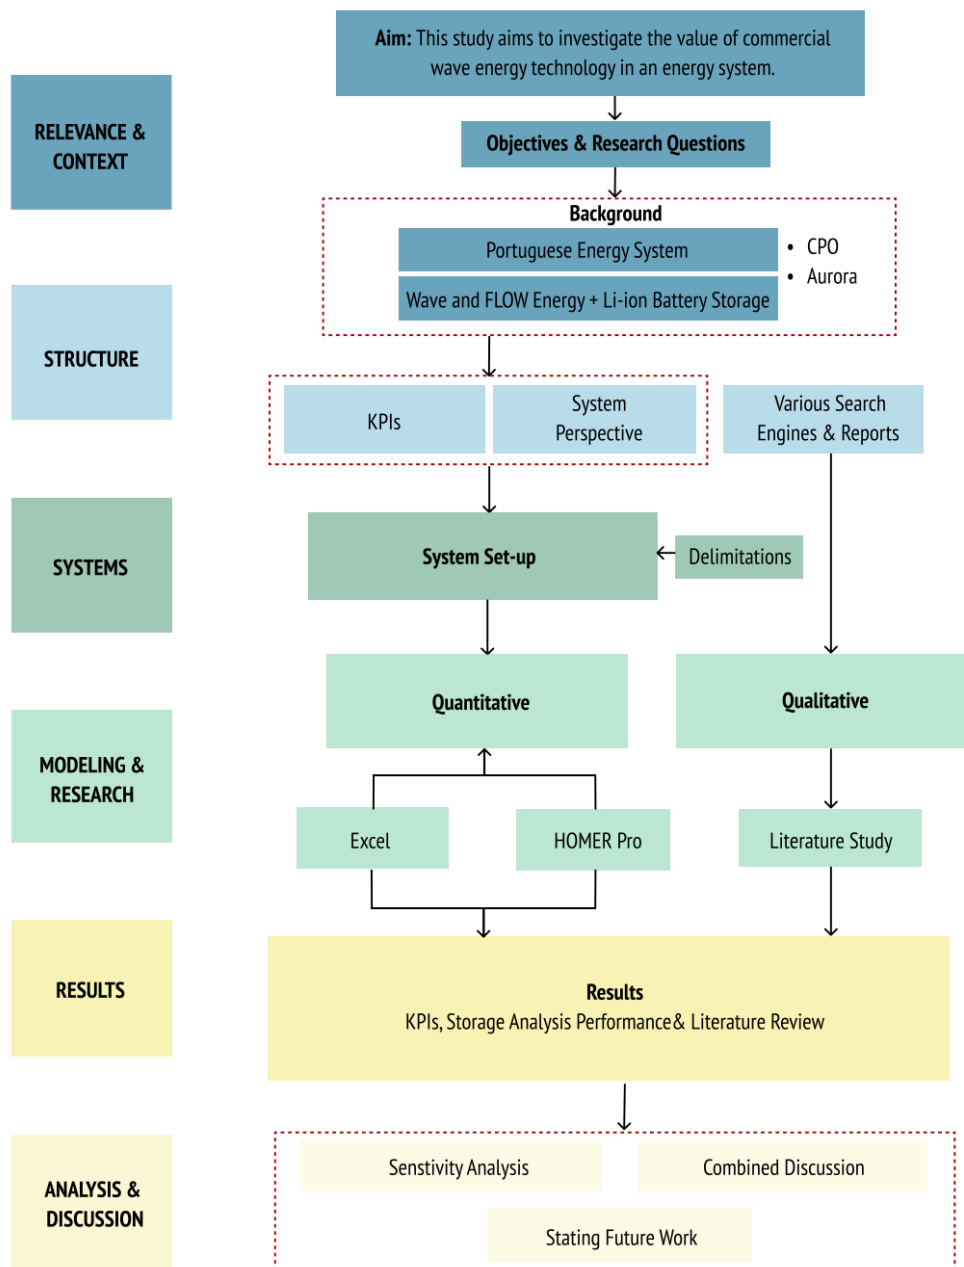 Aim: This study aims to investigate the value of commercial
wave energy technology in an energy system.
RELEVANCE &
CONTEXT
Objectives & Research Questions
Background
Portuguese Energy System
• CPO
• Aurora
Wave and FLOW Energy + Li-ion Battery Storage
STRUCTURE
KPIs
System
Perspective
Various Search
Engines & Reports
SYSTEMS
System Set-up
Delimitations
MODELING &
RESEARCH
Quantitative
Qualitative
Excel
HOMER Pro
Literature Study
RESULTS
Results
KPIs, Storage Analysis Performance& Literature Review
ANALYSIS &
DISCUSSION
Senstivity Analysis
Combined Discussion
Stating Future Work